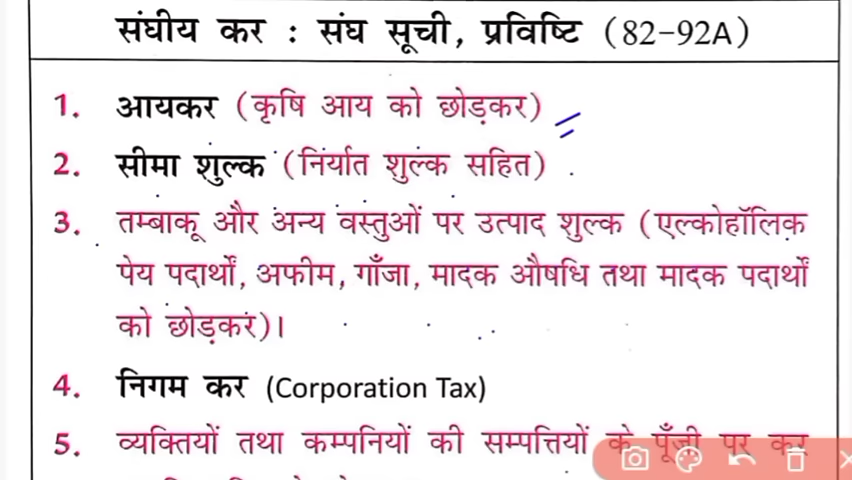 संघीय कर : संघ सूची, प्रविष्टि (82-92A)
1. आयकर (कृषि आय को छोड़कर)
2. सीमा शुल्क (निर्यात शुल्क सहित)
3. तम्बाकू और अन्य वस्तुओं पर उत्पाद शुल्क (एल्कोहॉलिक
पेय पदार्थों, अफीम, गाँजा, मादक औषधि तथा मादक पदार्थों
को छोड़कर)।
4. निगम कर (Corporation Tax)
5. व्यक्तियों तथा कम्पनियों की सम्पत्तियों के पूँजी पर कर